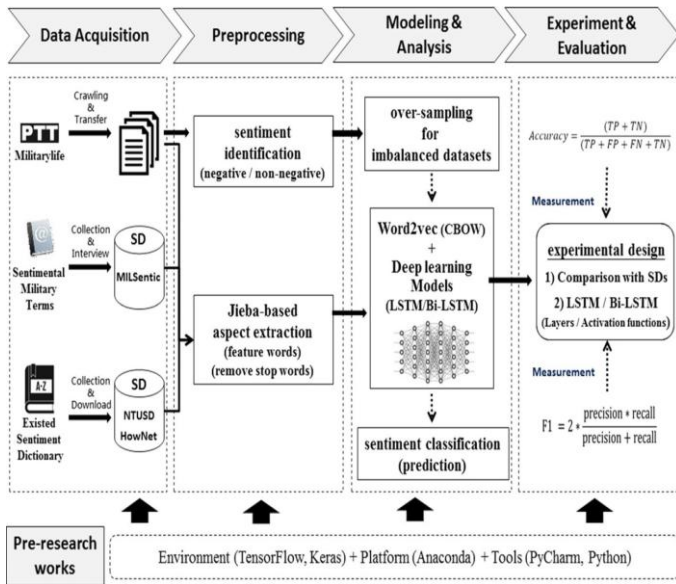 Data Acquisition
Preprocessing
Modeling &
Analysis
Experiment &
Evaluation
Crawling
&
Transfer
PTT
Militarylife
Collection
&
Interview
SD
MILSentic
Sentimental
Military
Terms
Collection
&
Download
A-Z
SD
NTUSD
HowNet
Existed
Sentiment
Dictionary
sentiment
identification
(negative / non-negative)
Jieba-based
aspect extraction
(feature words)
(remove stop words)
over-sampling
for
imbalanced datasets
Word2vec (CBOW)
+
Deep learning
Models
(LSTM/Bi-LSTM)
sentiment classification
(prediction)
Accuracy = (TP + TN) / (TP + FP + FN + TN)
Measurement
experimental design
1) Comparison with SDs
2) LSTM / Bi-LSTM
(Layers / Activation functions)
Measurement
F1 = 2 * precision * recall / precision + recall
Pre-research
works
Environment (TensorFlow, Keras) + Platform (Anaconda) + Tools (PyCharm, Python)